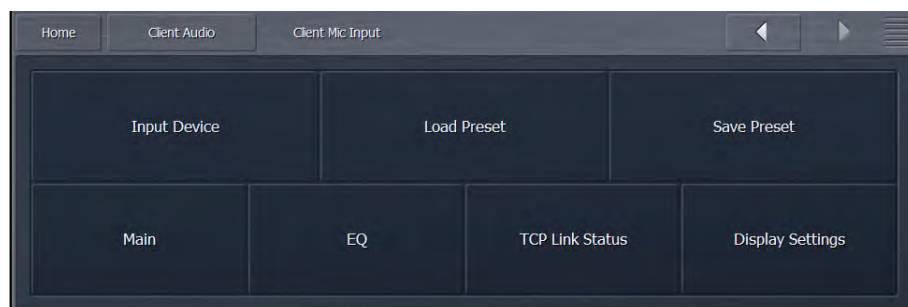 Home Client Audio Client Mic Input
Input Device Load Preset Save Preset
Main EQ TCP Link Status Display Settings